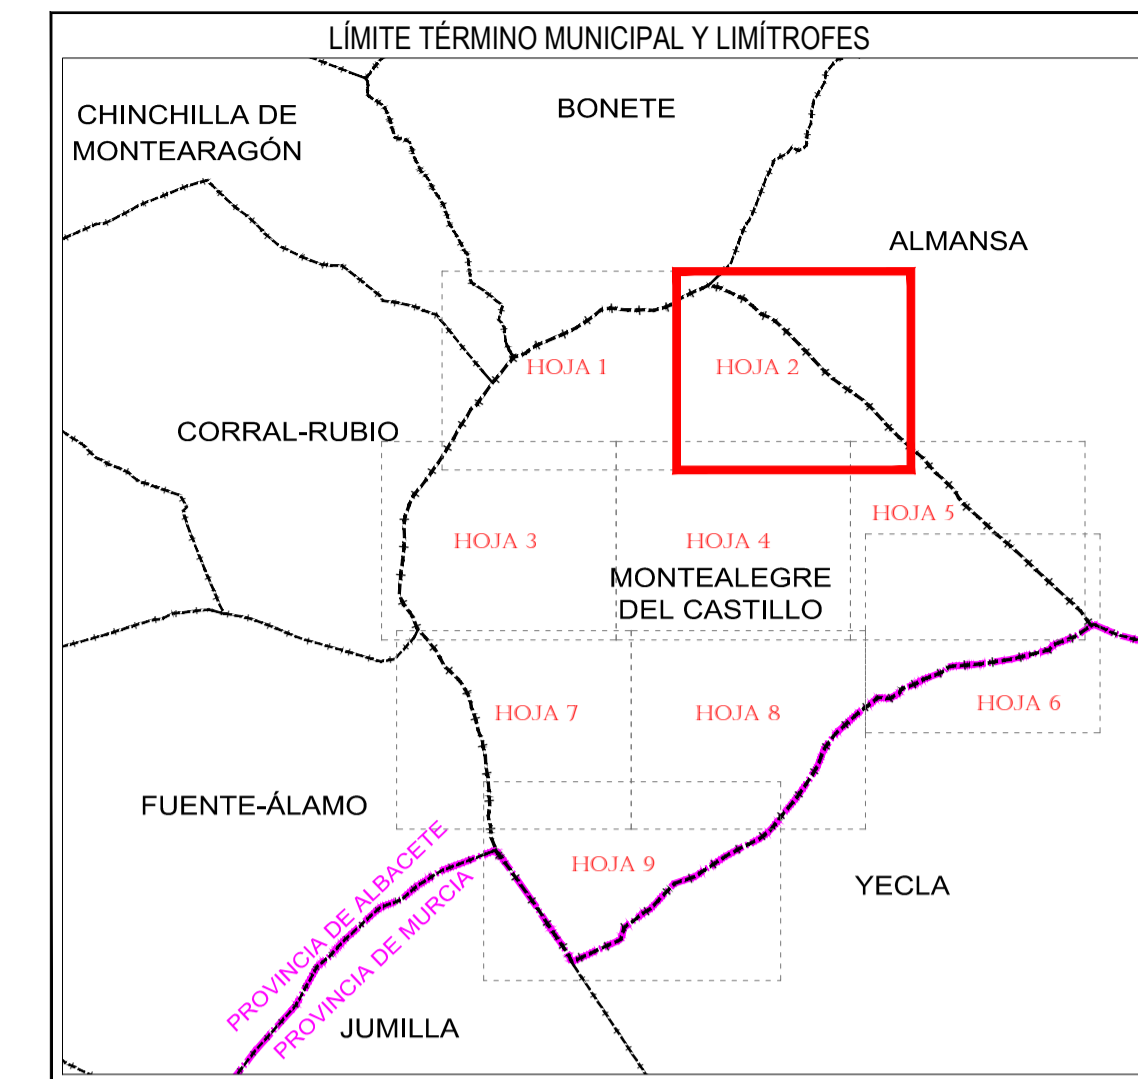 LÍMITE TÉRMINO MUNICIPAL Y LIMÍTROFES
CHINCHILLA DE
MONTEARAGÓN
BONETE
ALMANSA
HOJA 1
HOJA 2
CORRAL-RUBIO
HOJA 3
HOJA 4
HOJA 5
MONTEALEGRE
DEL CASTILLO
HOJA 7
HOJA 8
HOJA 6
FUENTE-ÁLAMO
HOJA 9
YECLA
PROVINCIA DE ALBACETE
PROVINCIA DE MURCIA
JUMILLA